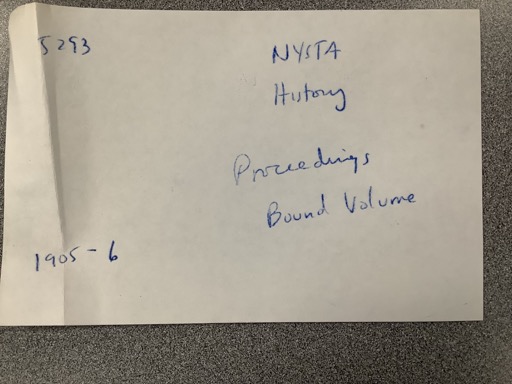 5293
NYSTA
History
Proceedings
Bound Volume
1905-6